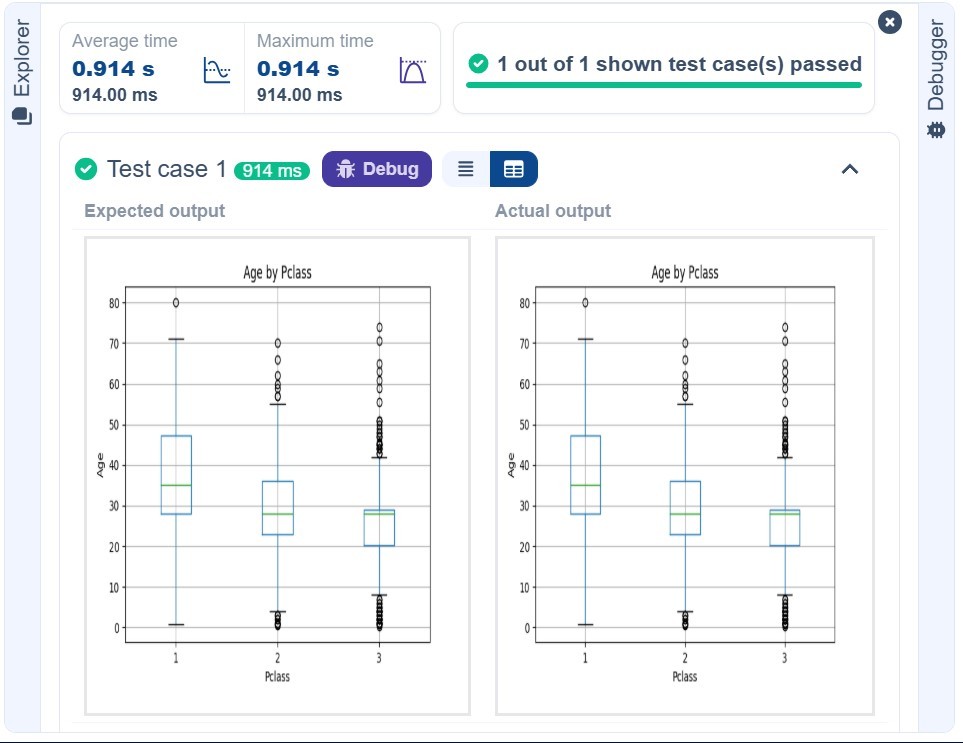 Explorer
Average time
0.914 s
914.00 ms
Maximum time
0.914 s
914.00 ms
1 out of 1 shown test case(s) passed
Debugger
Test case 1
914 ms
Debug
Expected output
Actual output
Age by Pclass
80
70
60
50
40
30
20
10
0
Age
1 2 3
Pclass
Age by Pclass
80
70
60
50
40
30
20
10
0
Age
1 2 3
Pclass